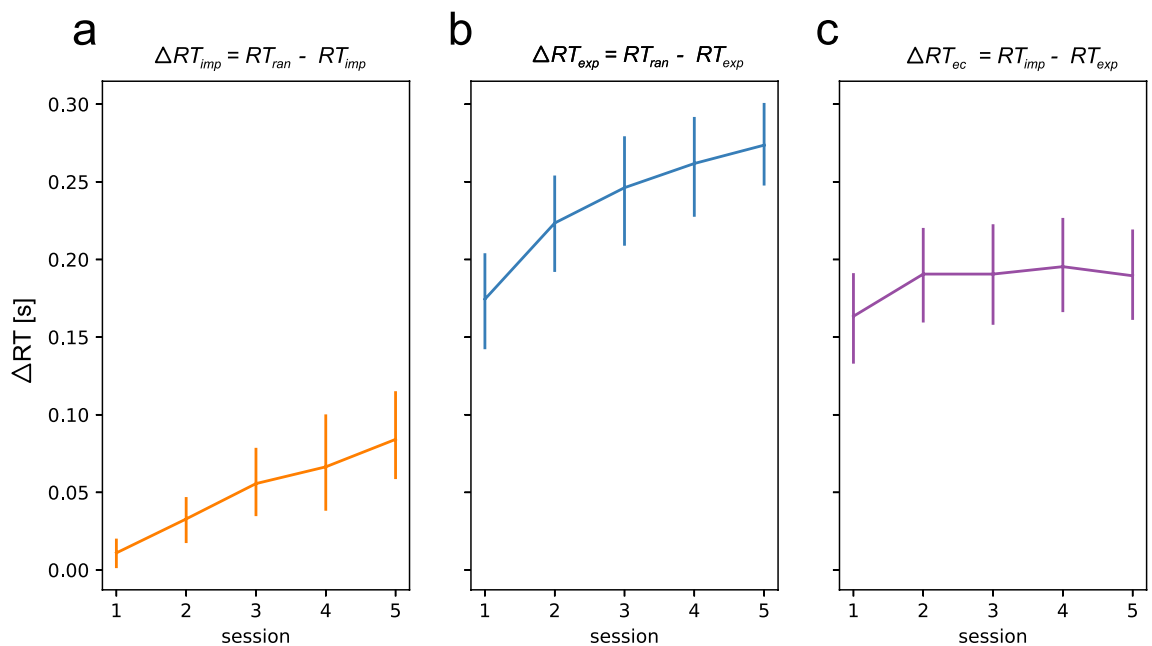 a
ΔRT_imp = RT_ran - RT_imp
b
ΔRT_exp = RT_ran - RT_exp
c
ΔRT_ec = RT_imp - RT_exp
ΔRT [s]
0.30
0.25
0.20
0.15
0.10
0.05
0.00
1 2 3 4 5
session
1 2 3 4 5
session
1 2 3 4 5
session